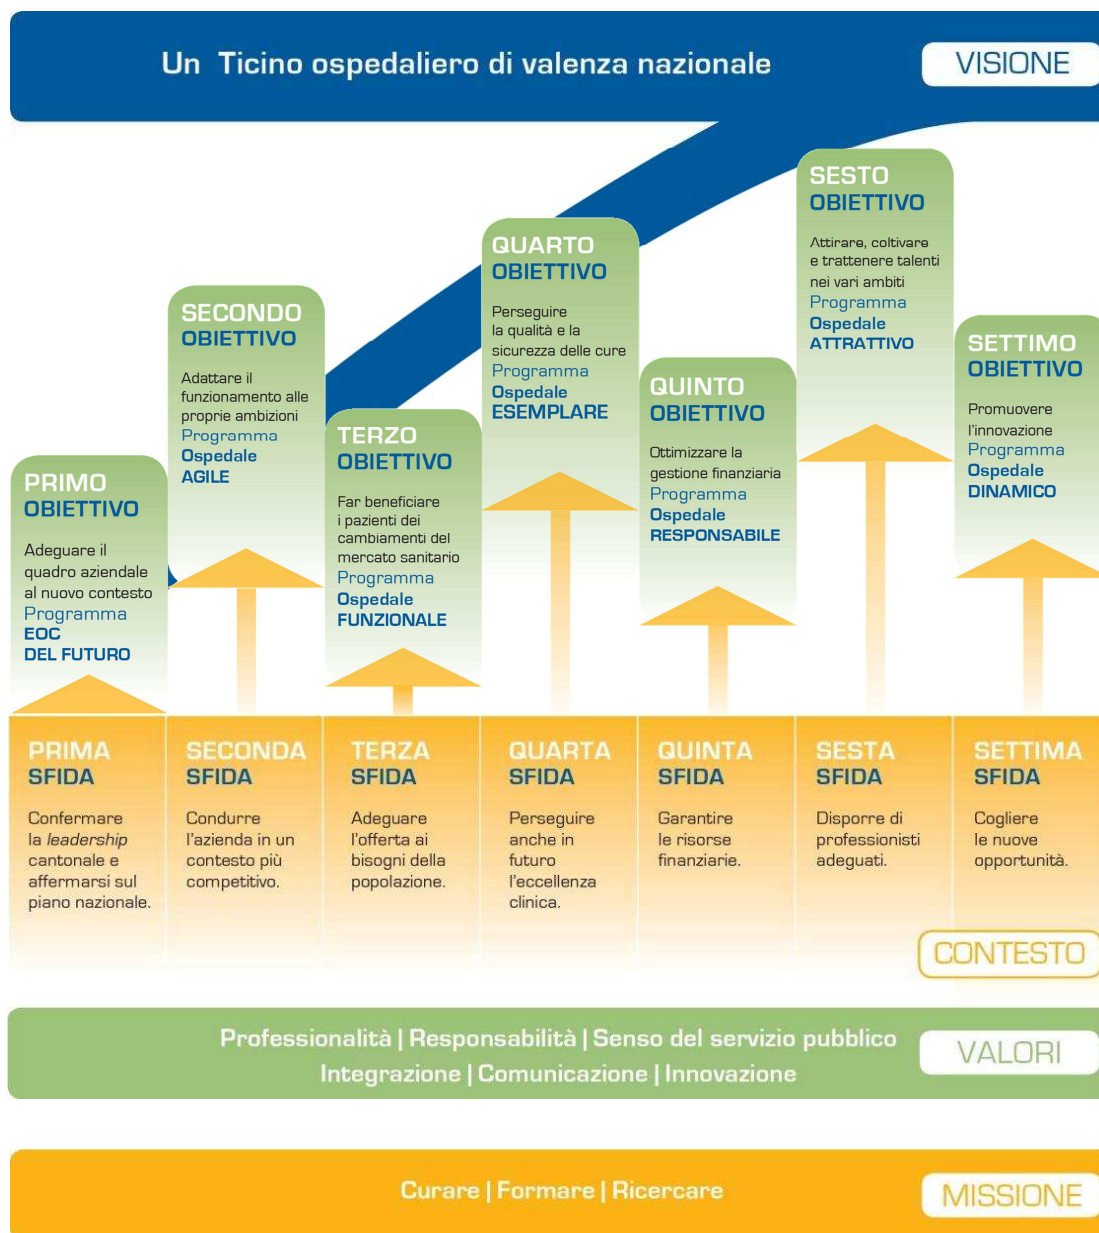 Un Ticino ospedaliero di valenza nazionale
VISIONE
PRIMO
OBIETTIVO
Adeguare il
quadro aziendale
al nuovo contesto
Programma
EOC
DEL FUTURO
SECONDO
OBIETTIVO
Adattare il
funzionamento alle
proprie ambizioni
Programma
Ospedale
AGILE
TERZO
OBIETTIVO
Far beneficiare
i pazienti dei
cambiamenti del
mercato sanitario
Programma
Ospedale
FUNZIONALE
QUARTO
OBIETTIVO
Perseguire
la qualità e la
sicurezza delle cure
Programma
Ospedale
ESEMPLARE
QUINTO
OBIETTIVO
Ottimizzare la
gestione finanziaria
Programma
Ospedale
RESPONSABILE
SESTO
OBIETTIVO
Attirare, coltivare
e trattenere talenti
nei vari ambiti
Programma
Ospedale
ATTRATTIVO
SETTIMO
OBIETTIVO
Promuovere
l'innovazione
Programma
Ospedale
DINAMICO
PRIMA
SFIDA
Confermare
la leadership
cantonale e
affermarsi sul
piano nazionale.
SECONDA
SFIDA
Condurre
l'azienda in un
contesto più
competitivo.
TERZA
SFIDA
Adeguare
l'offerta ai
bisogni della
popolazione.
QUARTA
SFIDA
Perseguire
anche in
futuro
l'eccellenza
clinica.
QUINTA
SFIDA
Garantire
le risorse
finanziarie.
SESTA
SFIDA
Disporre di
professionisti
adeguati.
SETTIMA
SFIDA
Cogliere
le nuove
opportunità.
CONTESTO
Professionalità | Responsabilità | Senso del servizio pubblico
Integrazione | Comunicazione | Innovazione
VALORI
Curare | Formare | Ricercare
MISSIONE